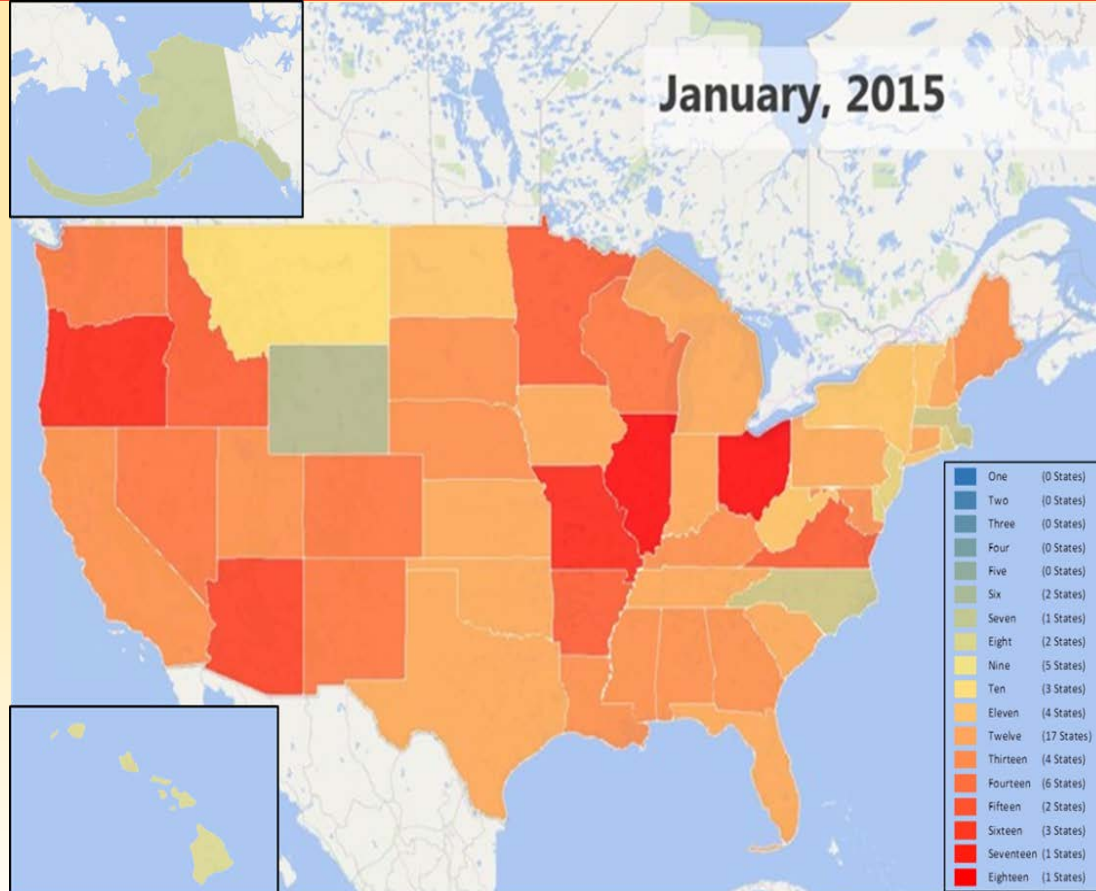 January, 2015
One (0 States)
Two (0 States)
Three (0 States)
Four (0 States)
Five (0 States)
Six (2 States)
Seven (1 States)
Eight (2 States)
Nine (5 States)
Ten (3 States)
Eleven (4 States)
Twelve (17 States)
Thirteen (4 States)
Fourteen (6 States)
Fifteen (2 States)
Sixteen (3 States)
Seventeen (1 States)
Eighteen (1 States)